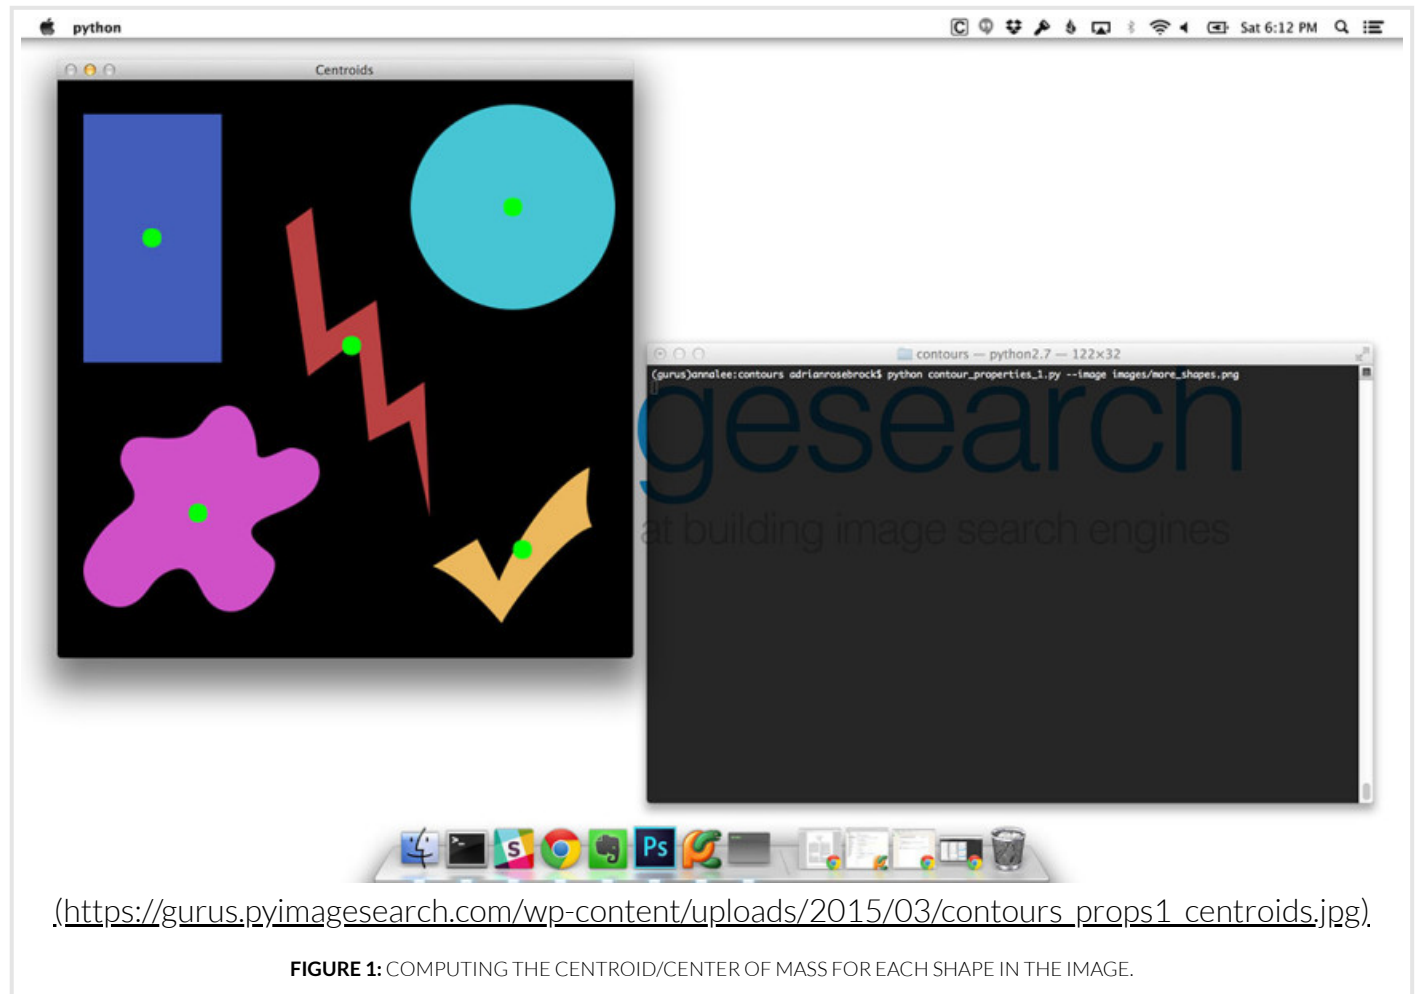 python
Sat 6:12 PM
Centroids
contours — python2.7 — 122×32
(gurus)annalee:contours adrianrosebrock$ python contour_properties_1.py --image images/more_shapes.png
gesearch
at building image search engines
S
Ps
(https://gurus.pyimagesearch.com/wp-content/uploads/2015/03/contours_props1_centroids.jpg)
FIGURE 1: COMPUTING THE CENTROID/CENTER OF MASS FOR EACH SHAPE IN THE IMAGE.